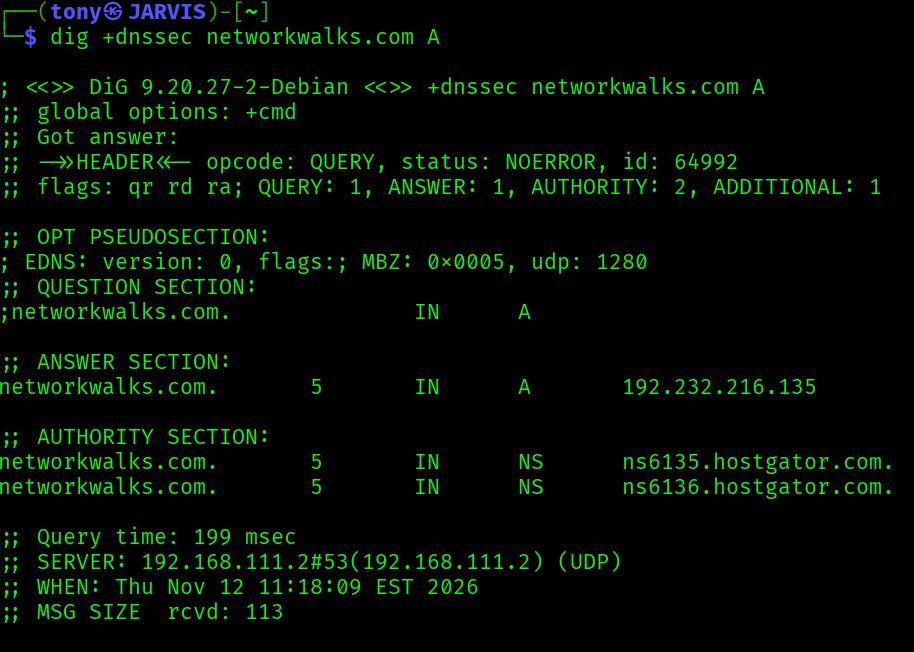 ┌──(tony㉿JARVIS)-[~]
└─$ dig +dnssec networkwalks.com A

; <<>> DiG 9.20.27-2-Debian <<>> +dnssec networkwalks.com A
;; global options: +cmd
;; Got answer:
;; ->>HEADER<<- opcode: QUERY, status: NOERROR, id: 64992
;; flags: qr rd ra; QUERY: 1, ANSWER: 1, AUTHORITY: 2, ADDITIONAL: 1

;; OPT PSEUDOSECTION:
; EDNS: version: 0, flags:; MBZ: 0x0005, udp: 1280
;; QUESTION SECTION:
;networkwalks.com. IN A

;; ANSWER SECTION:
networkwalks.com. 5 IN A 192.232.216.135

;; AUTHORITY SECTION:
networkwalks.com. 5 IN NS ns6135.hostgator.com.
networkwalks.com. 5 IN NS ns6136.hostgator.com.

;; Query time: 199 msec
;; SERVER: 192.168.111.2#53(192.168.111.2) (UDP)
;; WHEN: Thu Nov 12 11:18:09 EST 2026
;; MSG SIZE  rcvd: 113